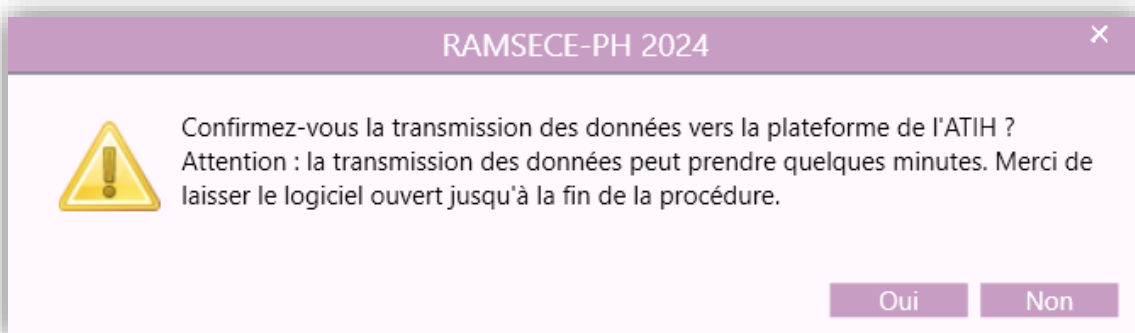 RAMSECE-PH 2024
Confirmez-vous la transmission des données vers la plateforme de l'ATIH ?
Attention : la transmission des données peut prendre quelques minutes. Merci de
laisser le logiciel ouvert jusqu'à la fin de la procédure.
Oui Non